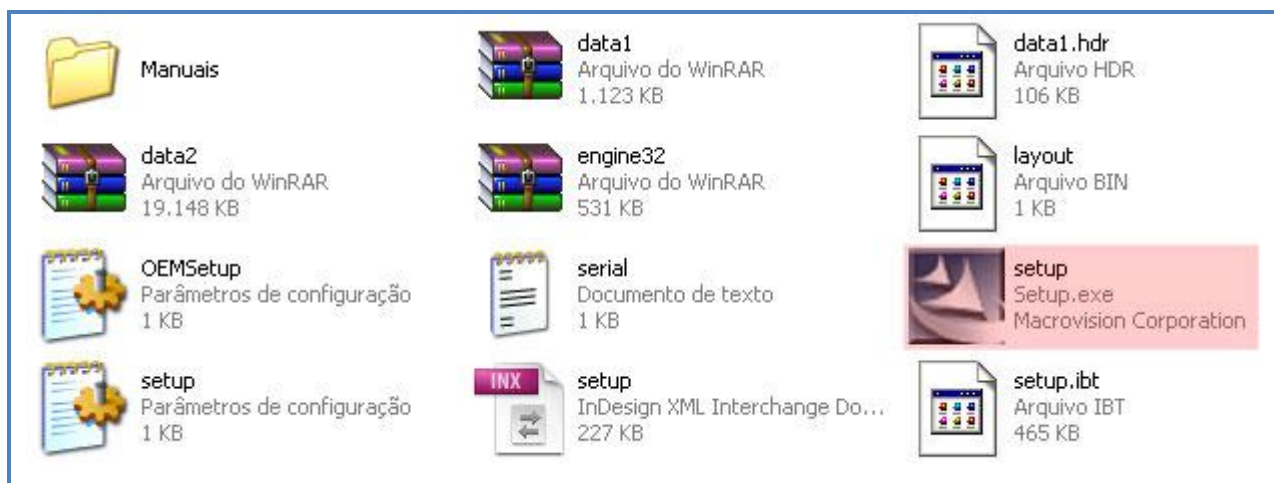 Manuais
data1
Arquivo do WinRAR
1.123 KB
data1.hdr
Arquivo HDR
106 KB
data2
Arquivo do WinRAR
19.148 KB
engine32
Arquivo do WinRAR
531 KB
layout
Arquivo BIN
1 KB
OEMSetup
Parâmetros de configuração
1 KB
serial
Documento de texto
1 KB
setup
Setup.exe
Macrovision Corporation
setup
Parâmetros de configuração
1 KB
INX
setup
InDesign XML Interchange Do...
227 KB
setup.ibt
Arquivo IBT
465 KB